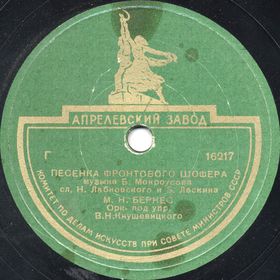 АПРЕЛЕВСКИЙ ЗАВОД
Г 16217
ПЕСЕНКА ФРОНТОВОГО ШОФЕРА
музыка Б. Мокроусова
сл. Н. Лабковского и Б. Ласкина
М. Н. БЕРНЕС
Орк. под упр.
В.Н.Кнушевицкого
КОМИТЕТ ПО ДЕЛАМ ИСКУССТВ ПРИ СОВЕТЕ МИНИСТРОВ СССР